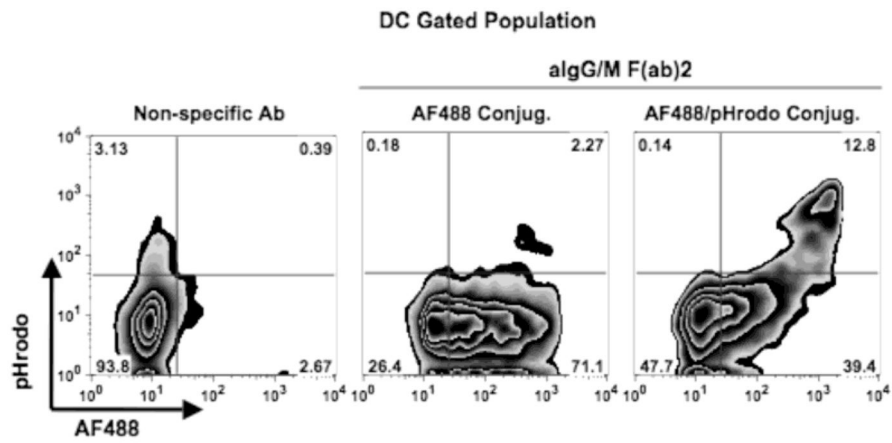 DC Gated Population
aIgG/M F(ab)2
Non-specific Ab
AF488 Conjug.
AF488/pHrodo Conjug.
10⁴
10³
10²
10¹
10⁰
pHrodo
3.13
0.39
93.8
2.67
0.18
2.27
26.4
71.1
0.14
12.8
47.7
39.4
10⁰ 10¹ 10² 10³ 10⁴
10⁰ 10¹ 10² 10³ 10⁴
10⁰ 10¹ 10² 10³ 10⁴
AF488